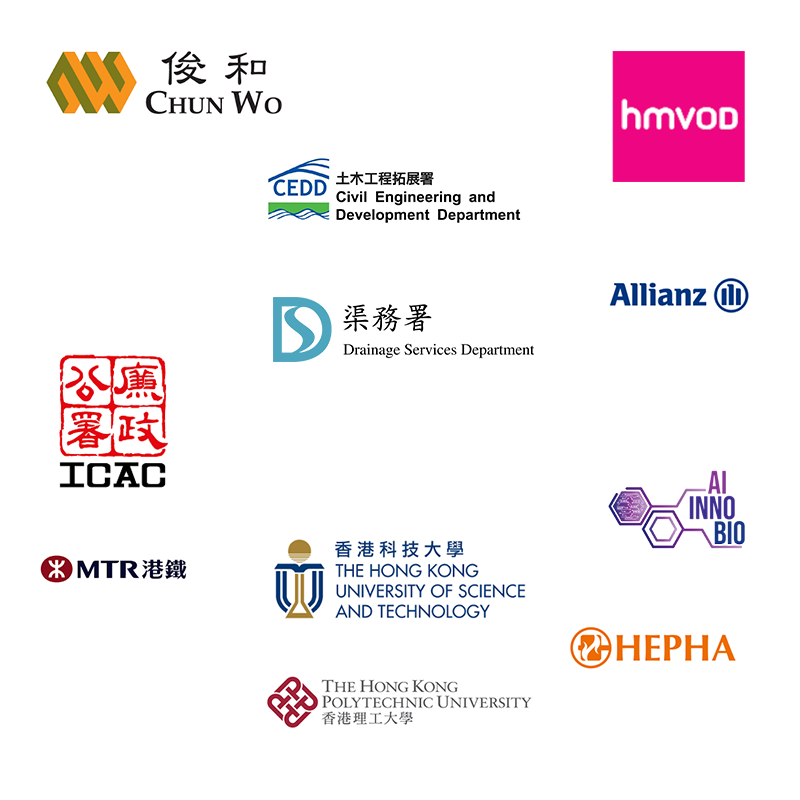 俊和
CHUN WO
hmvod
CEDD
土木工程拓展署
Civil Engineering and
Development Department
Allianz
渠務署
Drainage Services Department
廉政
公署
ICAC
AI
INNO
BIO
MTR 港鐵
香港科技大學
THE HONG KONG
UNIVERSITY OF SCIENCE
AND TECHNOLOGY
HEPHA
THE HONG KONG
POLYTECHNIC UNIVERSITY
香港理工大學